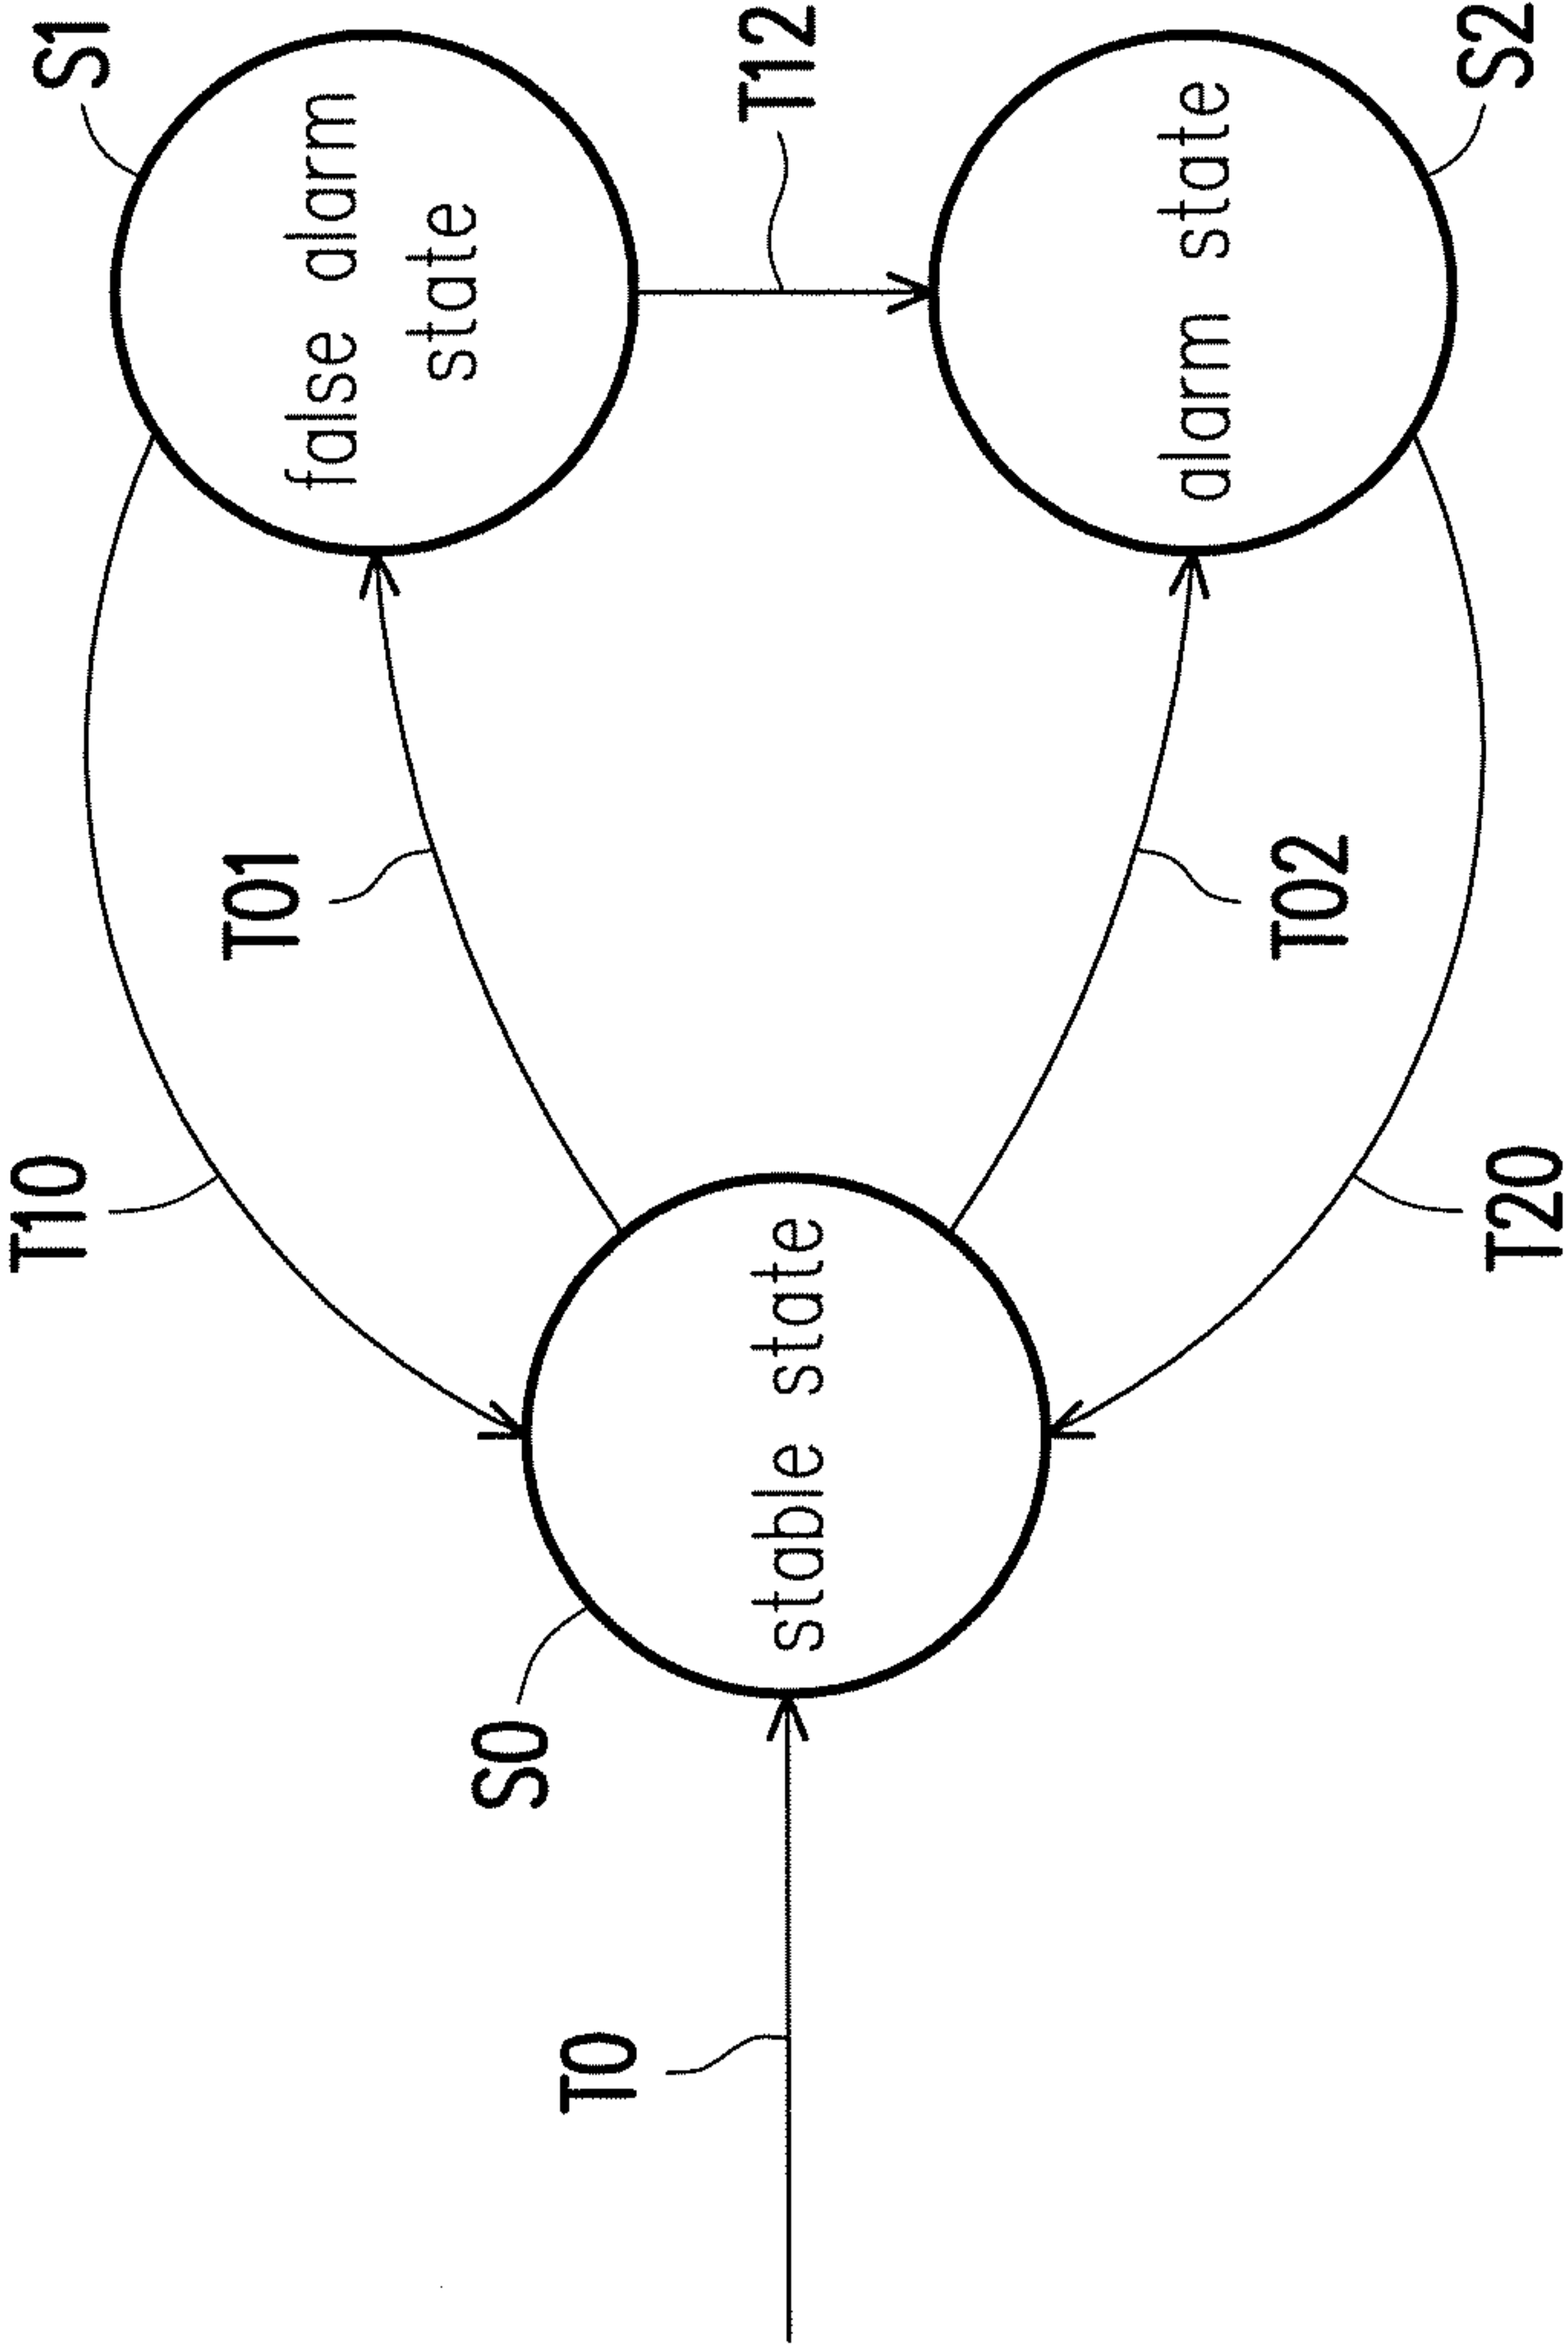 S1
false alarm
state
T12
alarm state
S2
T01
T02
T10
T20
stable state
S0
T0